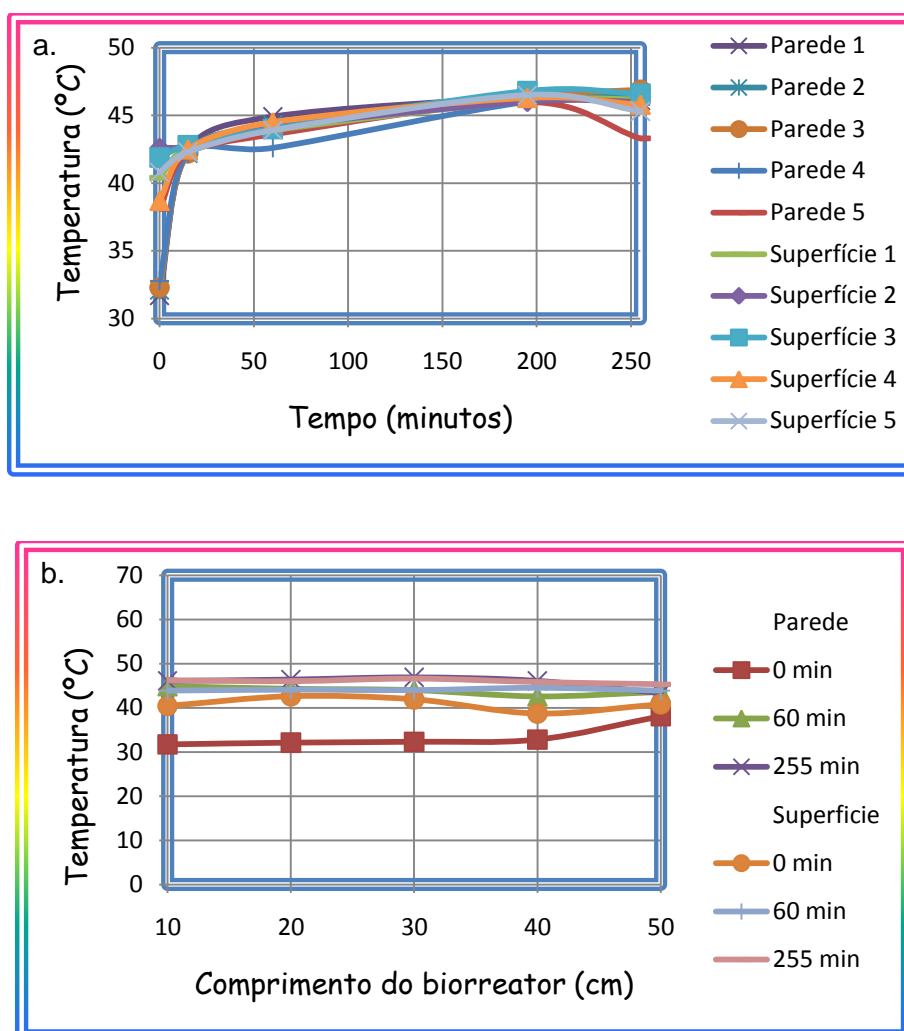 a.
Temperatura (°C)
50
45
40
35
30
0 50 100 150 200 250
Tempo (minutos)
Parede 1
Parede 2
Parede 3
Parede 4
Parede 5
Superfície 1
Superfície 2
Superfície 3
Superfície 4
Superfície 5
b.
Temperatura (°C)
70
60
50
40
30
20
10
0
10 20 30 40 50
Comprimento do biorreator (cm)
Parede
0 min
60 min
255 min
Superficie
0 min
60 min
255 min